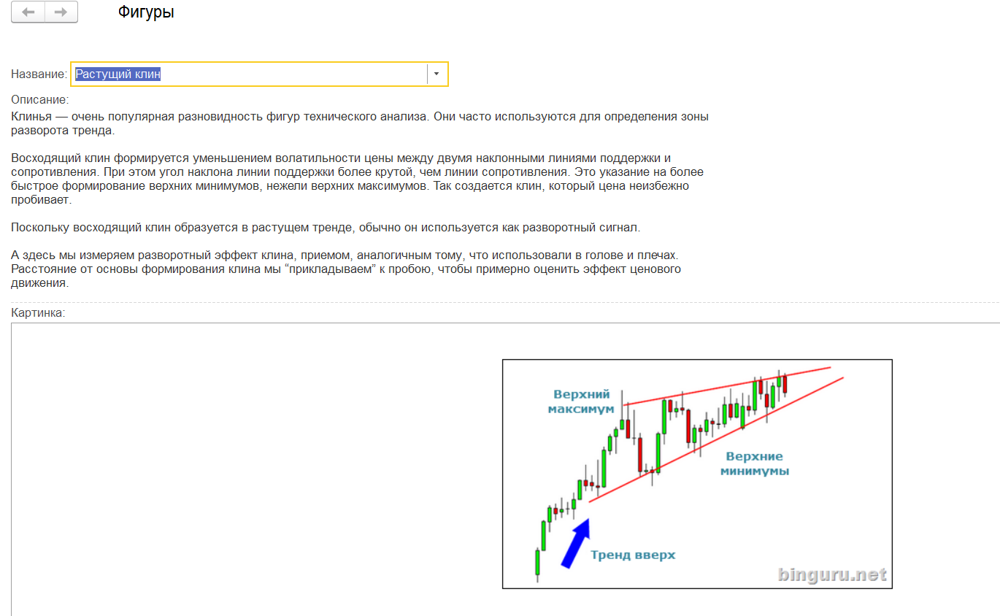 Фигуры
Название: Растущий клин
Описание:
Клинья — очень популярная разновидность фигур технического анализа. Они часто используются для определения зоны
разворота тренда.
Восходящий клин формируется уменьшением волатильности цены между двумя наклонными линиями поддержки и
сопротивления. При этом угол наклона линии поддержки более крутой, чем линии сопротивления. Это указание на более
быстрое формирование верхних минимумов, нежели верхних максимумов. Так создается клин, который цена неизбежно
пробивает.
Поскольку восходящий клин образуется в растущем тренде, обычно он используется как разворотный сигнал.
А здесь мы измеряем разворотный эффект клина, приемом, аналогичным тому, что использовали в голове и плечах.
Расстояние от основы формирования клина мы “прикладываем” к пробою, чтобы примерно оценить эффект ценового
движения.
Картинка:
Верхний
максимум
Верхние
минимумы
Тренд вверх
binguru.net